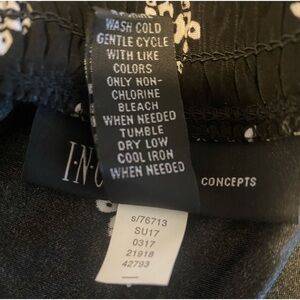 WASH COLD
GENTLE CYCLE
WITH LIKE
COLORS
ONLY NON-
CHLORINE
BLEACH
WHEN NEEDED
TUMBLE
DRY LOW
COOL IRON
WHEN NEEDED
I·N·C
CONCEPTS
S/76713
SU17
0317
21918
42793